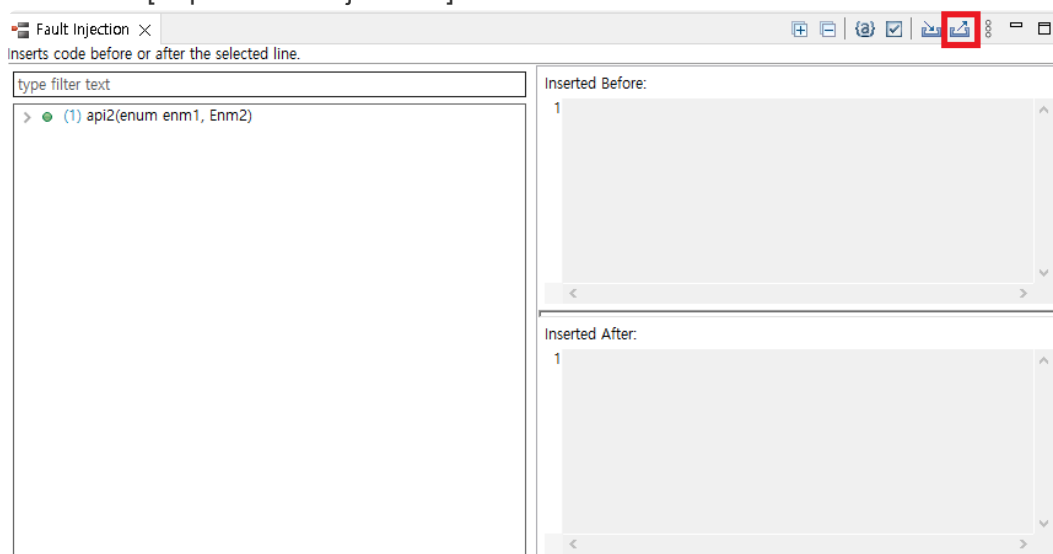 Fault Injection
Inserts code before or after the selected line.
type filter text
(1) api2(enum enm1, Enm2)
Inserted Before:
1
Inserted After:
1